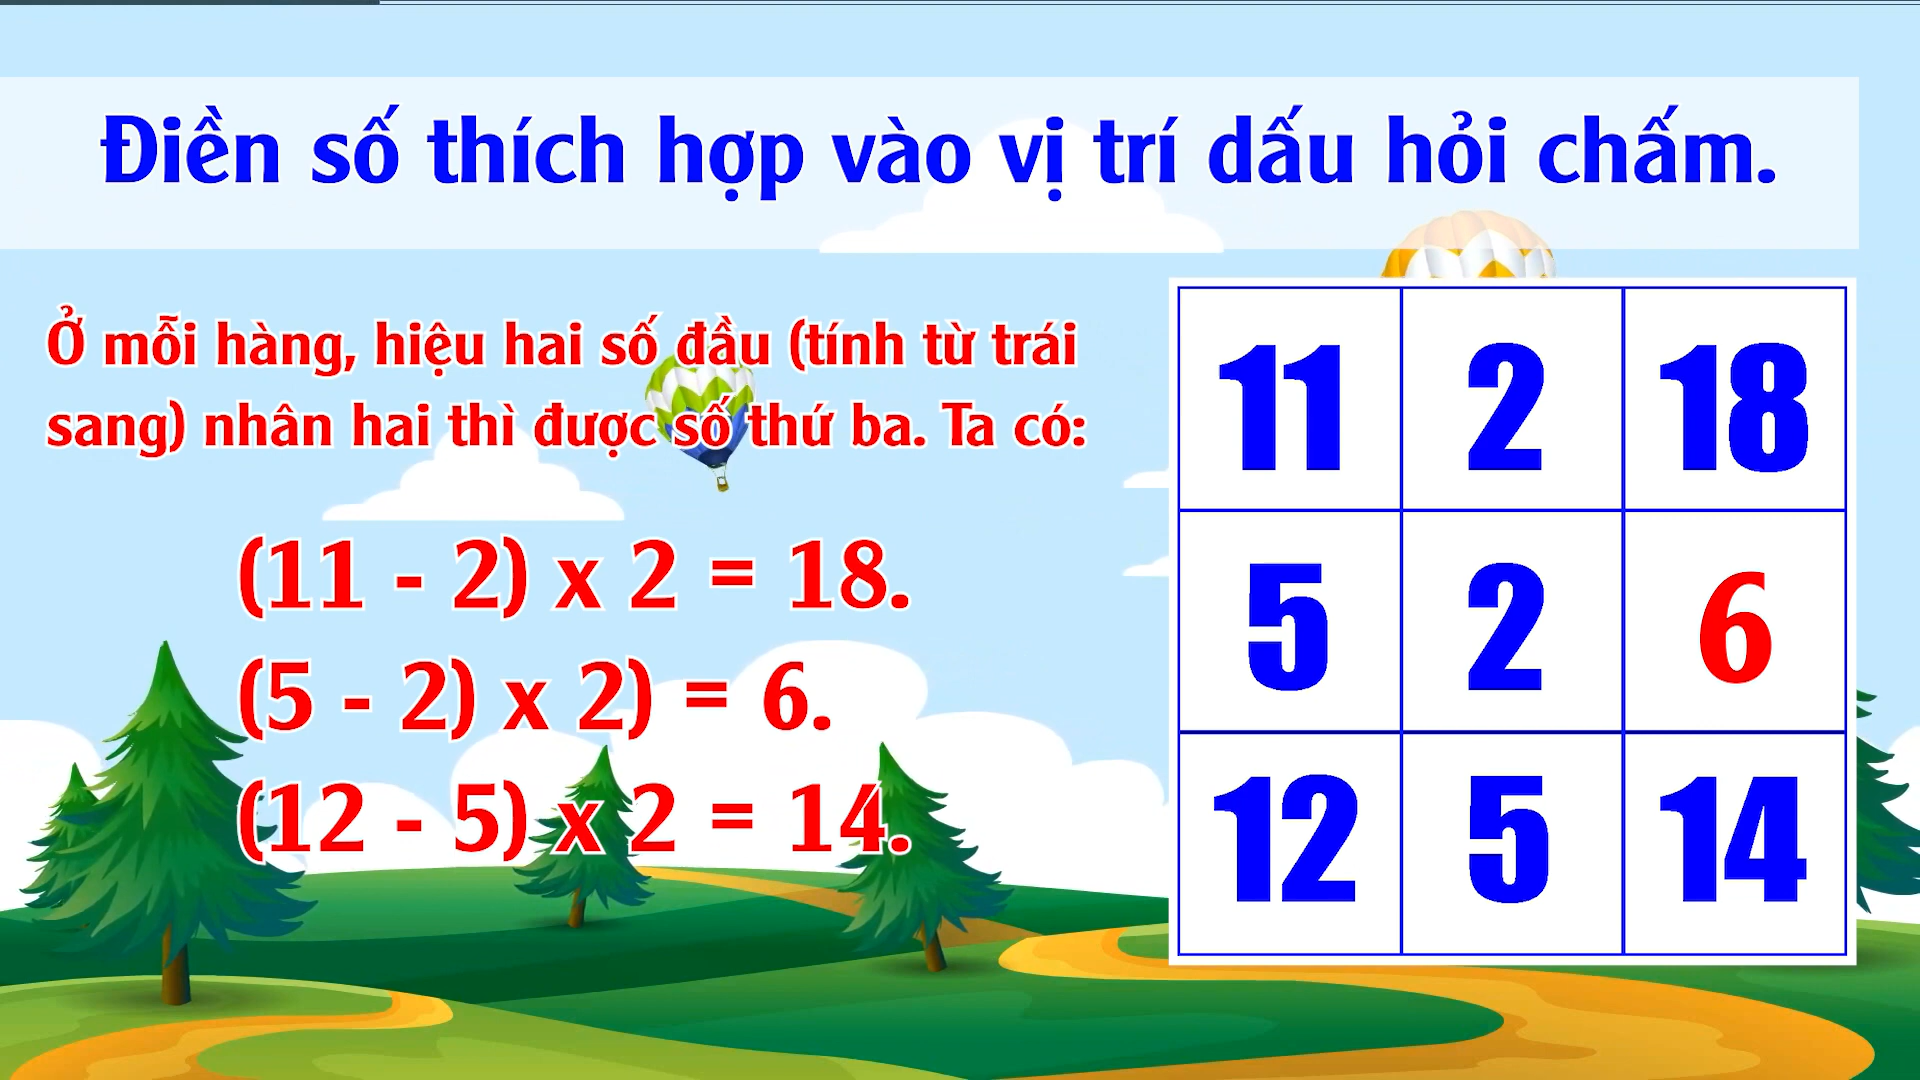 Điền số thích hợp vào vị trí dấu hỏi chấm.
Ở mỗi hàng, hiệu hai số đầu (tính từ trái
sang) nhân hai thì được số thứ ba. Ta có:
(11 - 2) x 2 = 18.
(5 - 2) x 2) = 6.
(12 - 5) x 2 = 14.
11 2 18
5 2 6
12 5 14